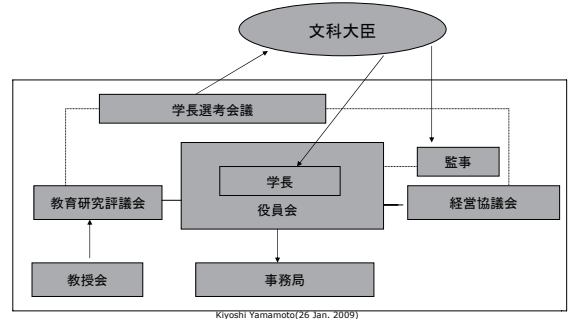 文科大臣
学長選考会議
監事
学長
教育研究評議会
役員会
経営協議会
教授会
事務局
Kiyoshi Yamamoto(26 Jan. 2009)